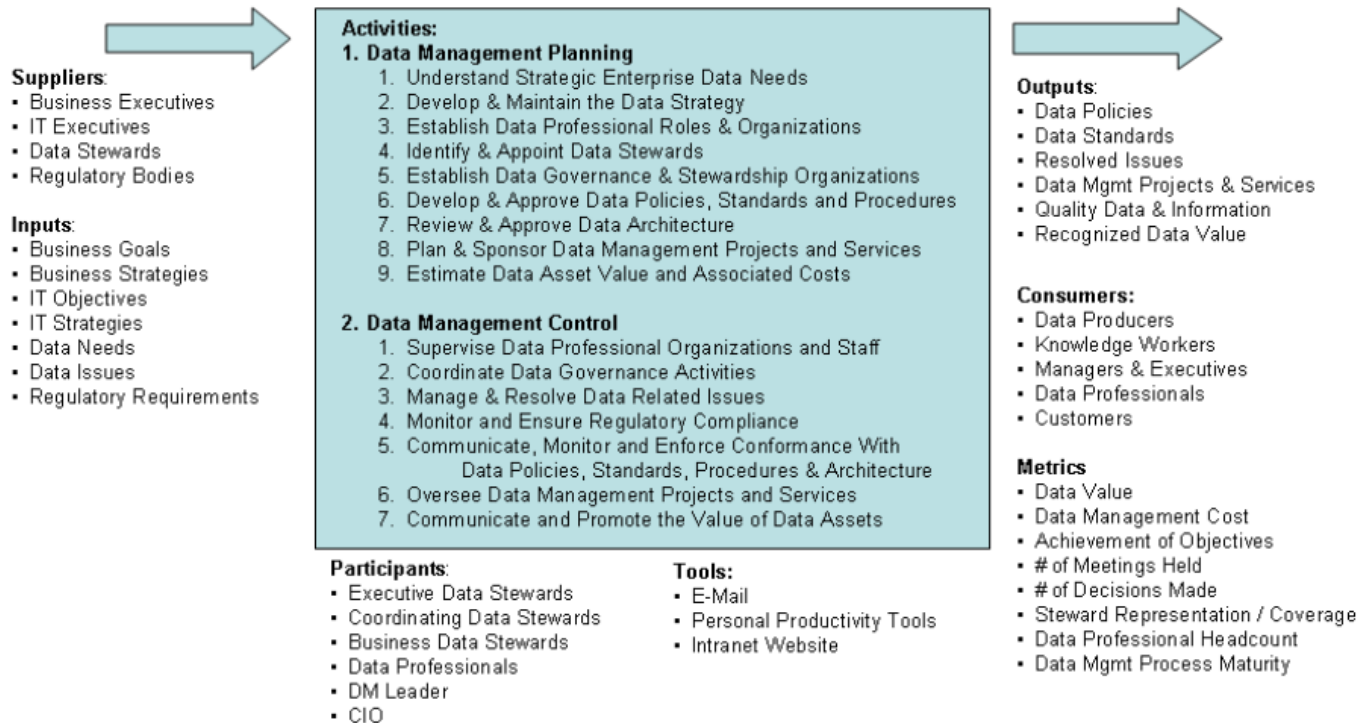 Suppliers:
▪ Business Executives
▪ IT Executives
▪ Data Stewards
▪ Regulatory Bodies
Inputs:
▪ Business Goals
▪ Business Strategies
▪ IT Objectives
▪ IT Strategies
▪ Data Needs
▪ Data Issues
▪ Regulatory Requirements
Activities:
1. Data Management Planning
1. Understand Strategic Enterprise Data Needs
2. Develop & Maintain the Data Strategy
3. Establish Data Professional Roles & Organizations
4. Identify & Appoint Data Stewards
5. Establish Data Governance & Stewardship Organizations
6. Develop & Approve Data Policies, Standards and Procedures
7. Review & Approve Data Architecture
8. Plan & Sponsor Data Management Projects and Services
9. Estimate Data Asset Value and Associated Costs
2. Data Management Control
1. Supervise Data Professional Organizations and Staff
2. Coordinate Data Governance Activities
3. Manage & Resolve Data Related Issues
4. Monitor and Ensure Regulatory Compliance
5. Communicate, Monitor and Enforce Conformance With
Data Policies, Standards, Procedures & Architecture
6. Oversee Data Management Projects and Services
7. Communicate and Promote the Value of Data Assets
Participants:
▪ Executive Data Stewards
▪ Coordinating Data Stewards
▪ Business Data Stewards
▪ Data Professionals
▪ DM Leader
▪ CIO
Tools:
▪ E-Mail
▪ Personal Productivity Tools
▪ Intranet Website
Outputs:
▪ Data Policies
▪ Data Standards
▪ Resolved Issues
▪ Data Mgmt Projects & Services
▪ Quality Data & Information
▪ Recognized Data Value
Consumers:
▪ Data Producers
▪ Knowledge Workers
▪ Managers & Executives
▪ Data Professionals
▪ Customers
Metrics
▪ Data Value
▪ Data Management Cost
▪ Achievement of Objectives
▪ # of Meetings Held
▪ # of Decisions Made
▪ Steward Representation / Coverage
▪ Data Professional Headcount
▪ Data Mgmt Process Maturity